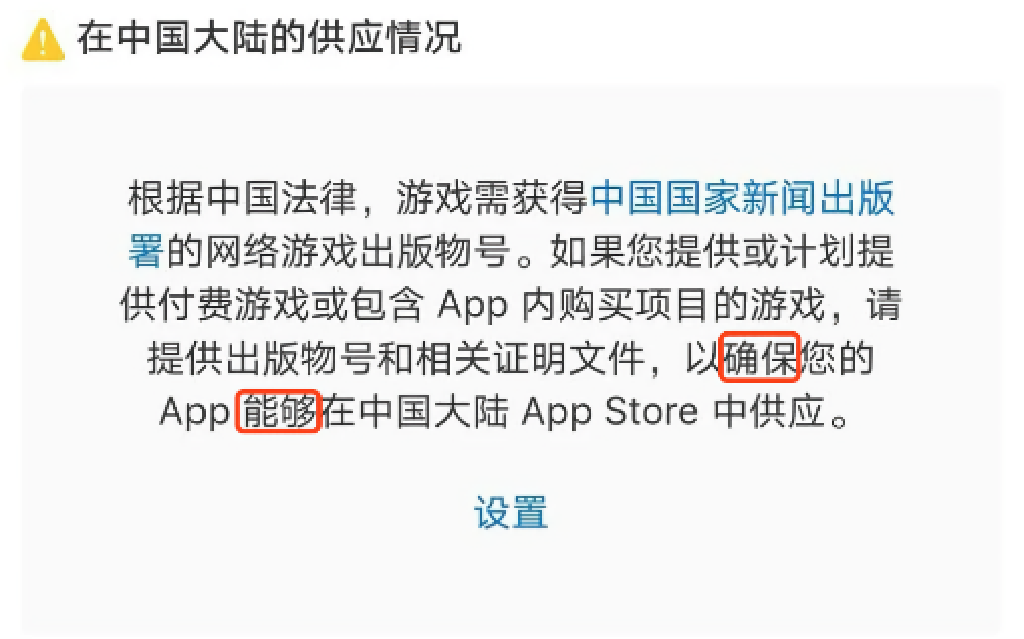 在中国大陆的供应情况
根据中国法律，游戏需获得中国国家新闻出版
署的网络游戏出版物号。如果您提供或计划提
供付费游戏或包含 App 内购买项目的游戏，请
提供出版物号和相关证明文件，以确保您的
App 能够在中国大陆 App Store 中供应。
设置